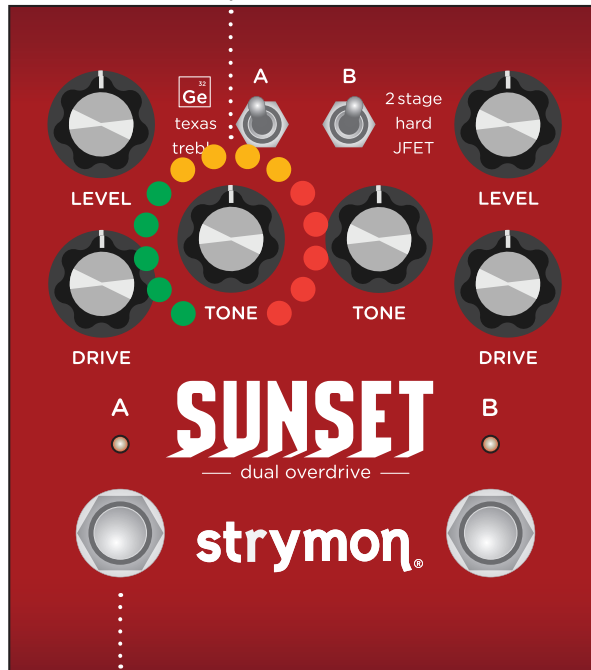 A B
32
Ge
texas
2 stage
hard
JFET
LEVEL LEVEL
TONE TONE
DRIVE DRIVE
A B
SUNSET
dual overdrive
strymon®